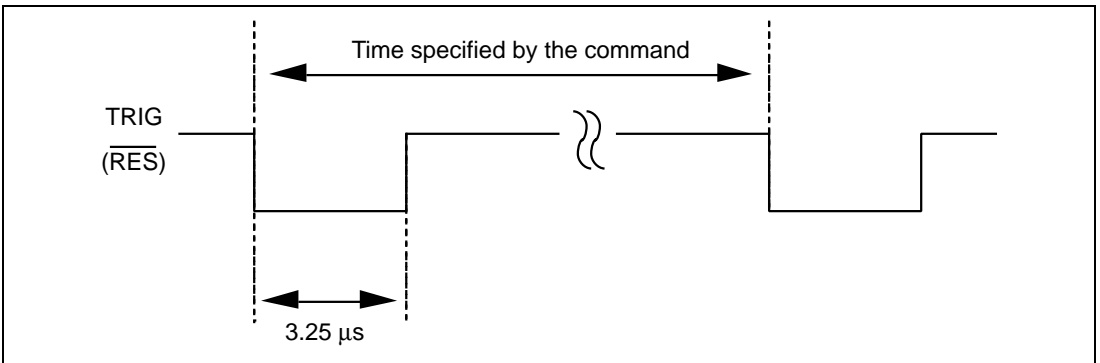 Time specified by the command
TRIG
(RES)
3.25 μs